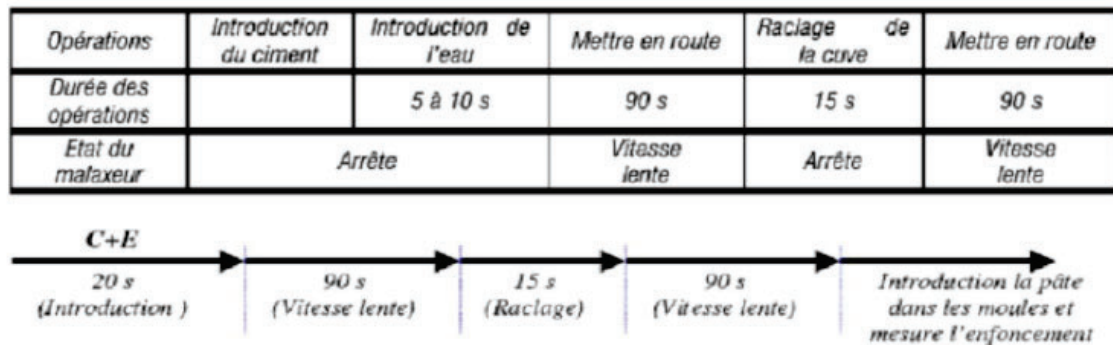 Opérations
Introduction du ciment
Introduction de l'eau
Mettre en route
Raclage de la cuve
Mettre en route
Durée des opérations
5 à 10 s
90 s
15 s
90 s
Etat du malaxeur
Arrête
Vitesse lente
Arrête
Vitesse lente
C+E
20 s
(Introduction )
90 s
(Vitesse lente)
15 s
(Raclage)
90 s
(Vitesse lente)
Introduction la pâte
dans les moules et
mesure l'enfoncement